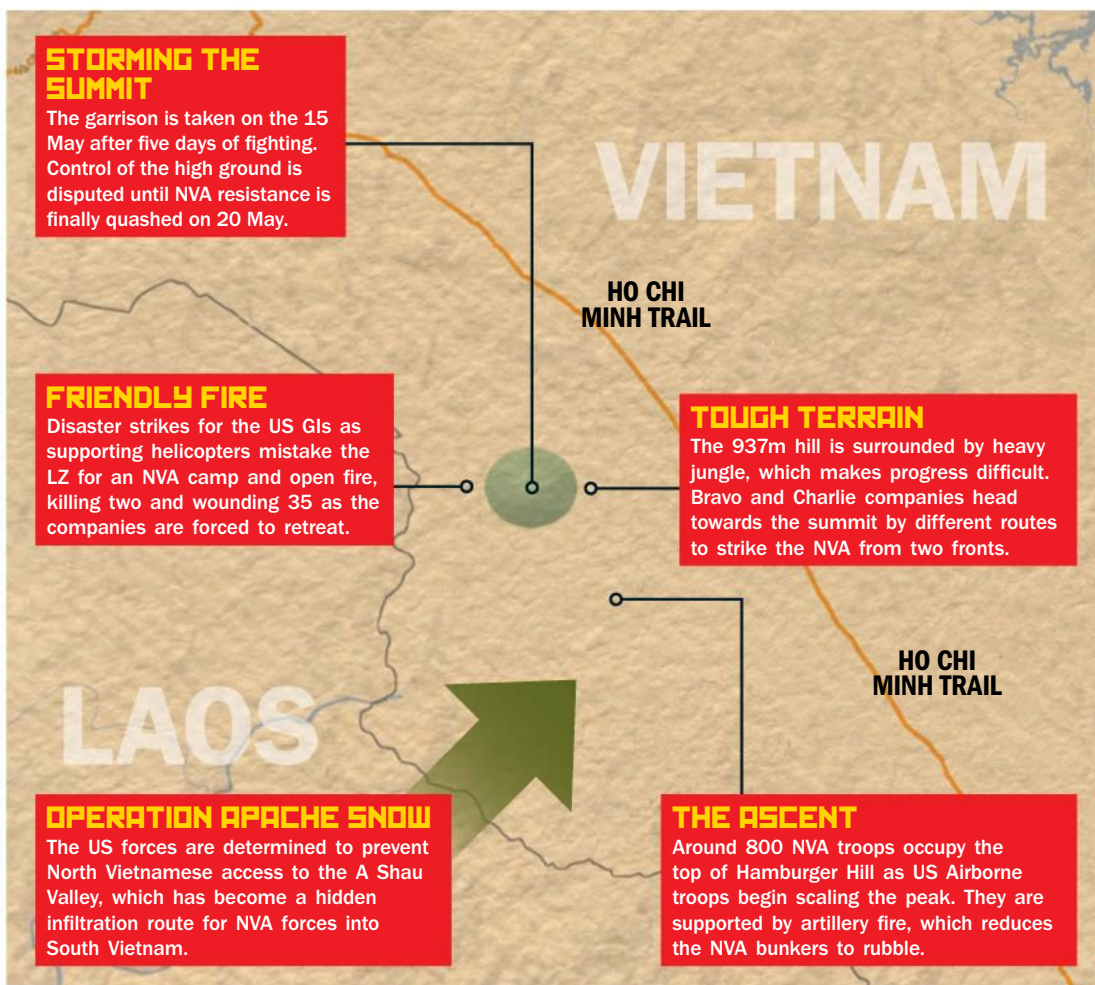 STORMING THE
SUMMIT
The garrison is taken on the 15
May after five days of fighting.
Control of the high ground is
disputed until NVA resistance is
finally quashed on 20 May.
VIETNAM
HO CHI
MINH TRAIL
FRIENDLY FIRE
Disaster strikes for the US GIs as
supporting helicopters mistake the
LZ for an NVA camp and open fire,
killing two and wounding 35 as the
companies are forced to retreat.
TOUGH TERRAIN
The 937m hill is surrounded by heavy
jungle, which makes progress difficult.
Bravo and Charlie companies head
towards the summit by different routes
to strike the NVA from two fronts.
HO CHI
MINH TRAIL
LAOS
OPERATION APACHE SNOW
The US forces are determined to prevent
North Vietnamese access to the A Shau
Valley, which has become a hidden
infiltration route for NVA forces into
South Vietnam.
THE ASCENT
Around 800 NVA troops occupy the
top of Hamburger Hill as US Airborne
troops begin scaling the peak. They are
supported by artillery fire, which reduces
the NVA bunkers to rubble.